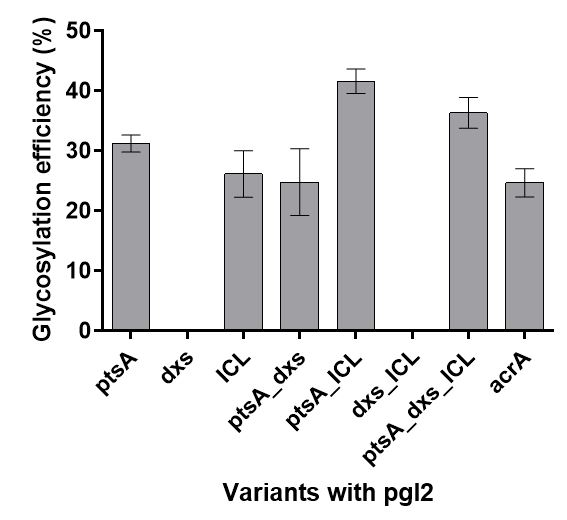 Glycosylation efficiency (%)
50
40
30
20
10
0
ptsA
dxs
ICL
ptsA_dxs
ptsA_ICL
dxs_ICL
ptsA_dxs_ICL
acrA
Variants with pgl2